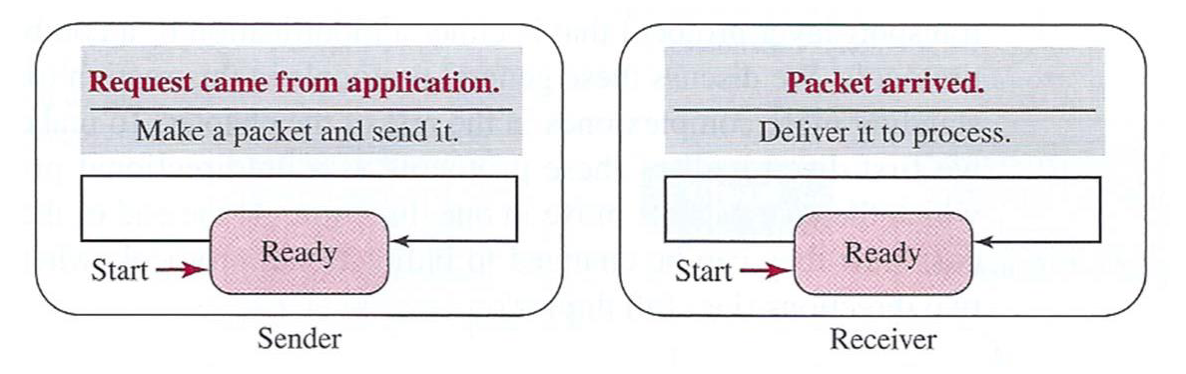 Request came from application.
Make a packet and send it.
Ready
Start
Sender
Packet arrived.
Deliver it to process.
Ready
Start
Receiver